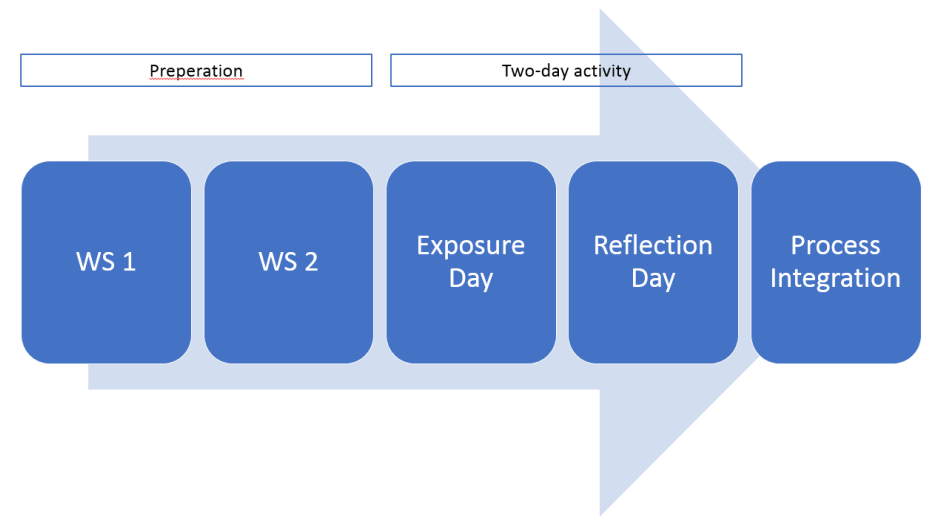 Preperation
Two-day activity
WS 1
WS 2
Exposure
Day
Reflection
Day
Process
Integration